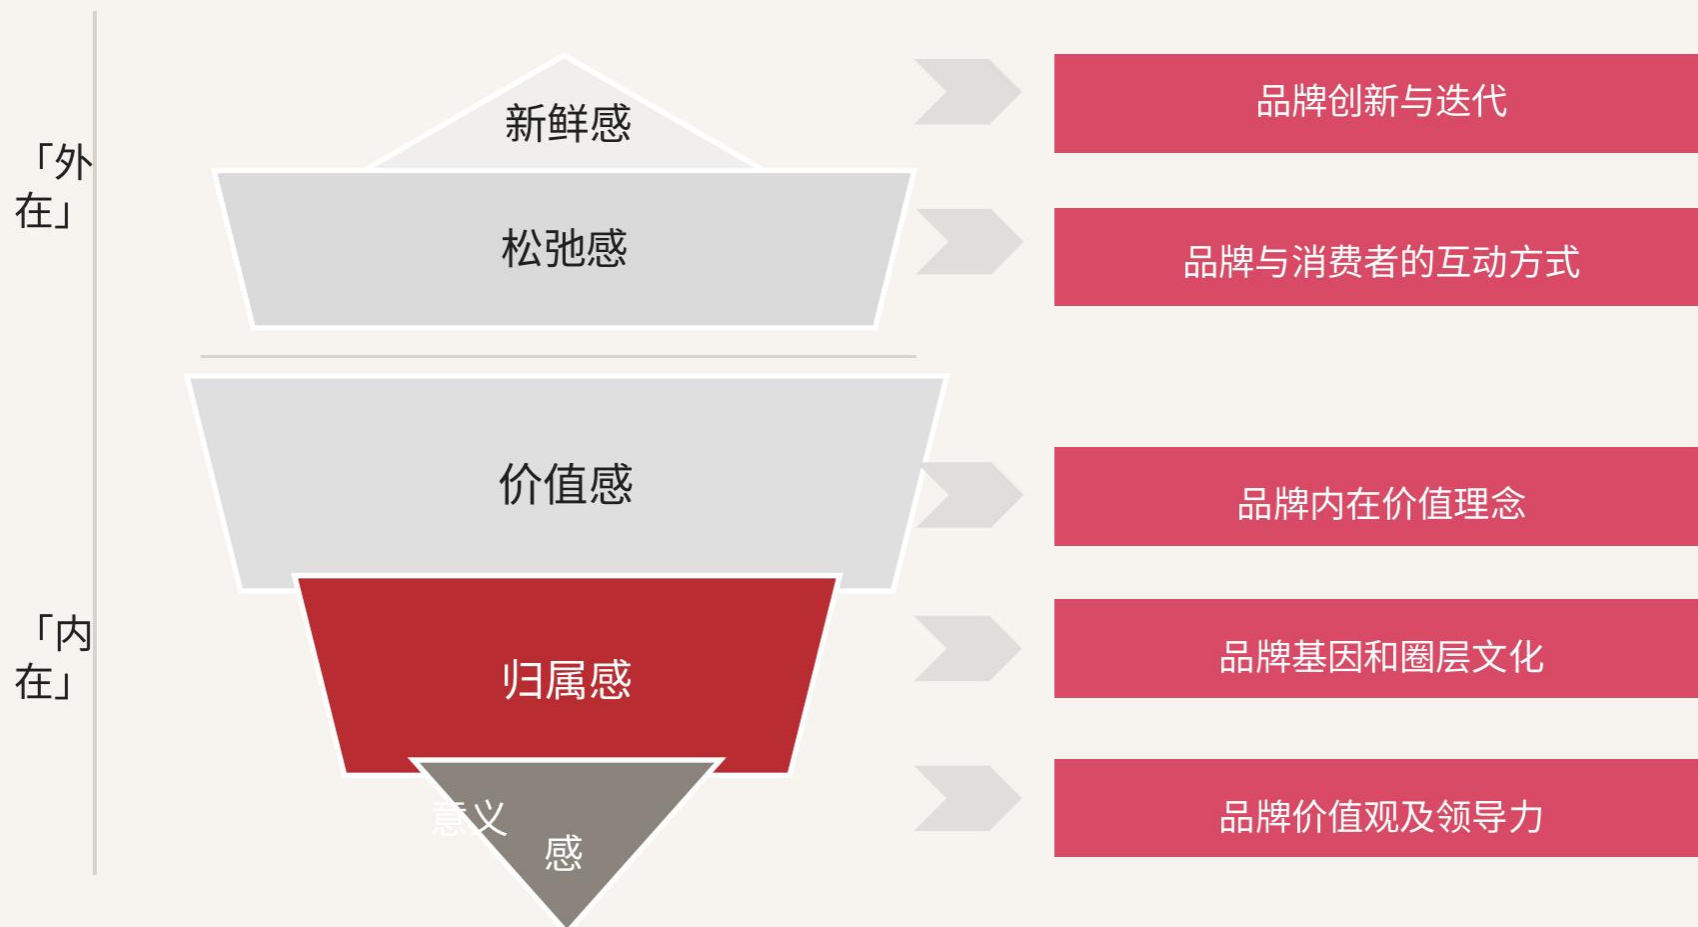 「外
在」
新鲜感
品牌创新与迭代
松弛感
品牌与消费者的互动方式
价值感
品牌内在价值理念
「内
在」
归属感
品牌基因和圈层文化
意义
感
品牌价值观及领导力